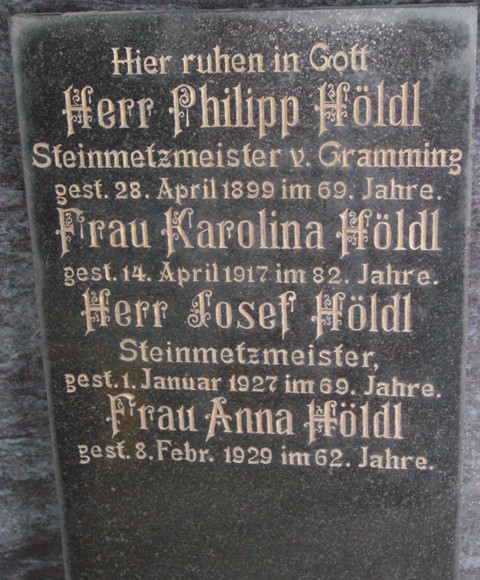 Hier ruhen in Gott
Herr Philipp Höldl
Steinmetzmeister v. Gramming
gest. 28. April 1899 im 69. Jahre.
Frau Karolina Höldl
gest. 14. April 1917 im 82. Jahre.
Herr Josef Höldl
Steinmetzmeister,
gest. 1. Januar 1927 im 69. Jahre.
Frau Anna Höldl
gest. 8. Febr. 1929 im 62. Jahre.